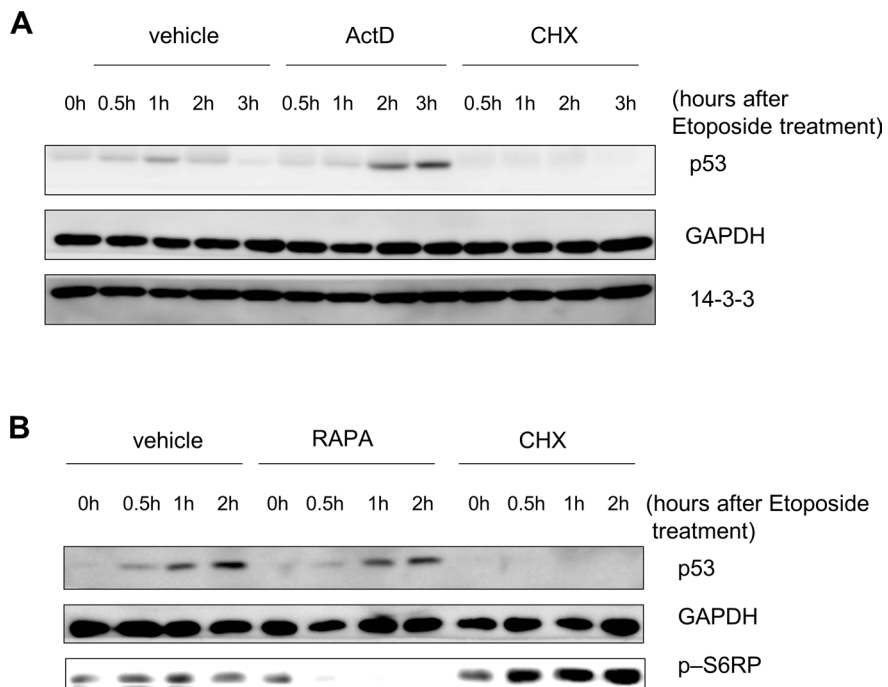 A
vehicle ActD CHX
0h 0.5h 1h 2h 3h 0.5h 1h 2h 3h 0.5h 1h 2h 3h (hours after
Etoposide treatment)
p53
GAPDH
14-3-3
B
vehicle RAPA CHX
0h 0.5h 1h 2h 0h 0.5h 1h 2h 0h 0.5h 1h 2h (hours after Etoposide
treatment)
p53
GAPDH
p–S6RP